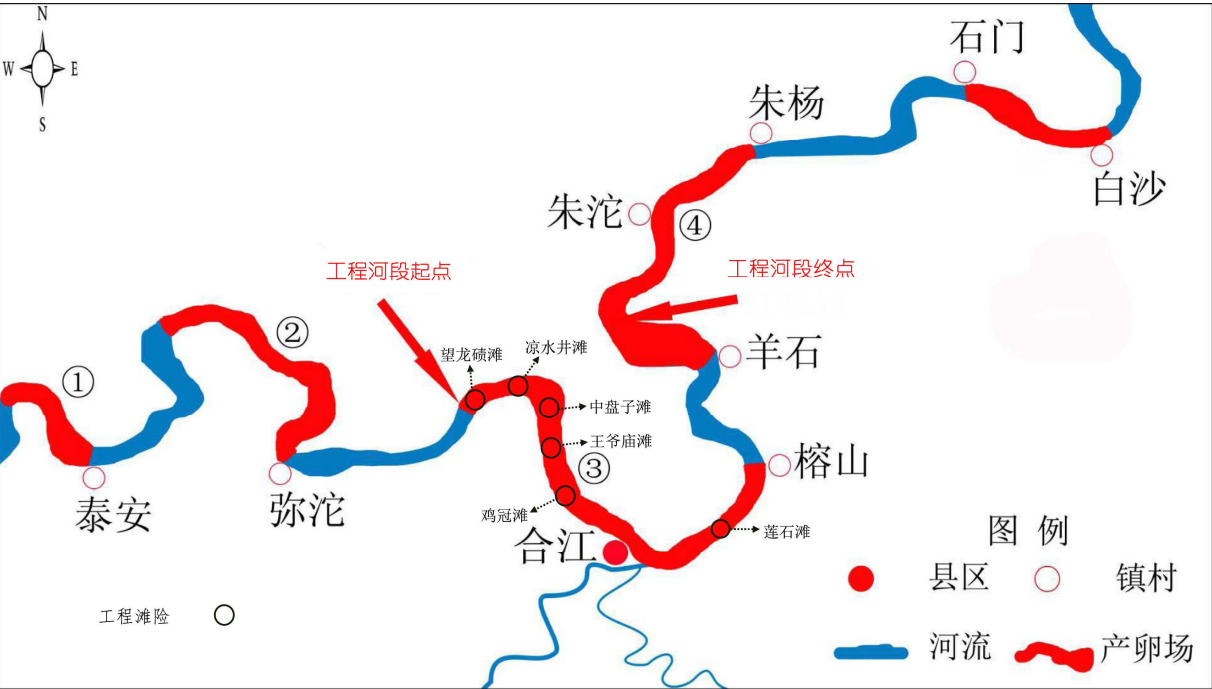 N
W
E
S
石门
朱杨
白沙
朱沱
④
工程河段起点
工程河段终点
②
望龙碛滩
凉水井滩
羊石
①
中盘子滩
王爷庙滩
③
榕山
泰安
弥沱
鸡冠滩
合江
莲石滩
图 例
县区
镇村
工程滩险
河流
产卵场